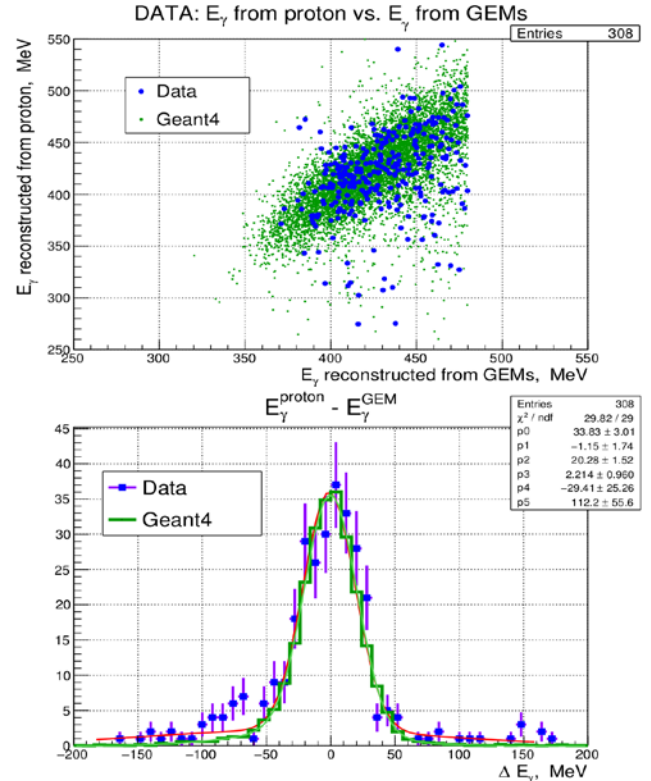 DATA: Eγ from proton vs. Eγ from GEMs
Entries 308
Eγ reconstructed from proton, MeV
550
500
450
400
350
300
250
Data
Geant4
250 300 350 400 450 500 550
Eγ reconstructed from GEMs, MeV
Eγ^proton - Eγ^GEM
Entries 308
χ² / ndf 29.82 / 29
p0 33.83 ± 3.01
p1 -1.15 ± 1.74
p2 20.28 ± 1.52
p3 2.214 ± 0.960
p4 -29.41 ± 25.26
p5 112.2 ± 55.6
45
40
35
30
25
20
15
10
5
0
Data
Geant4
-200 -150 -100 -50 0 50 100 150 200
Δ Eγ, MeV